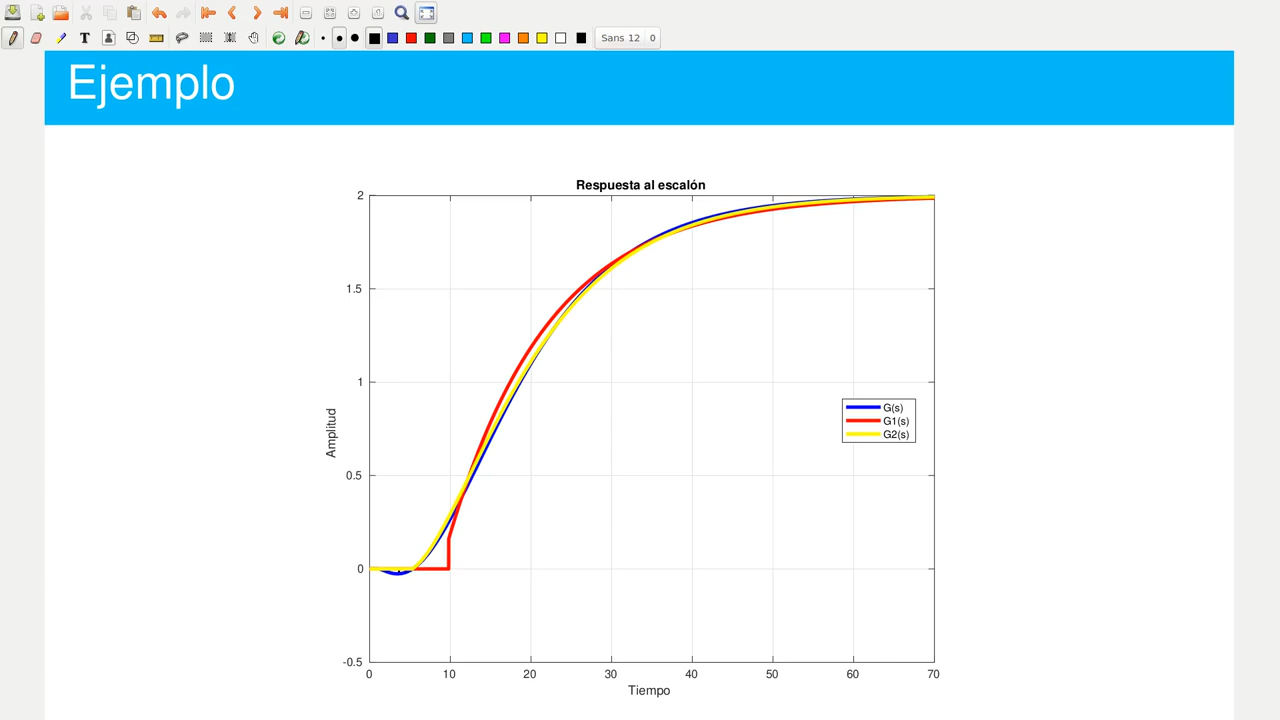 Sans 12 0
Ejemplo
Respuesta al escalón
2
1.5
1
0.5
0
-0.5
Amplitud
G(s)
G1(s)
G2(s)
0 10 20 30 40 50 60 70
Tiempo